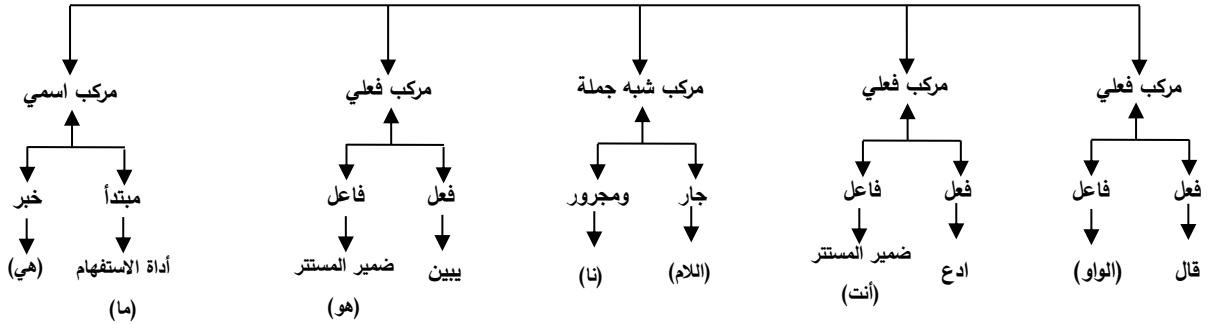 مركب فعلي مركب فعلي مركب شبه جملة مركب فعلي مركب اسمي
فعل فاعل فعل فاعل جار ومجرور فعل فاعل مبتدأ خبر
قال (الواو) ادع ضمير المستتر (اللام) (نا) يبين ضمير المستتر أداة الاستفهام (هي)
(أنت) (هو) (ما)